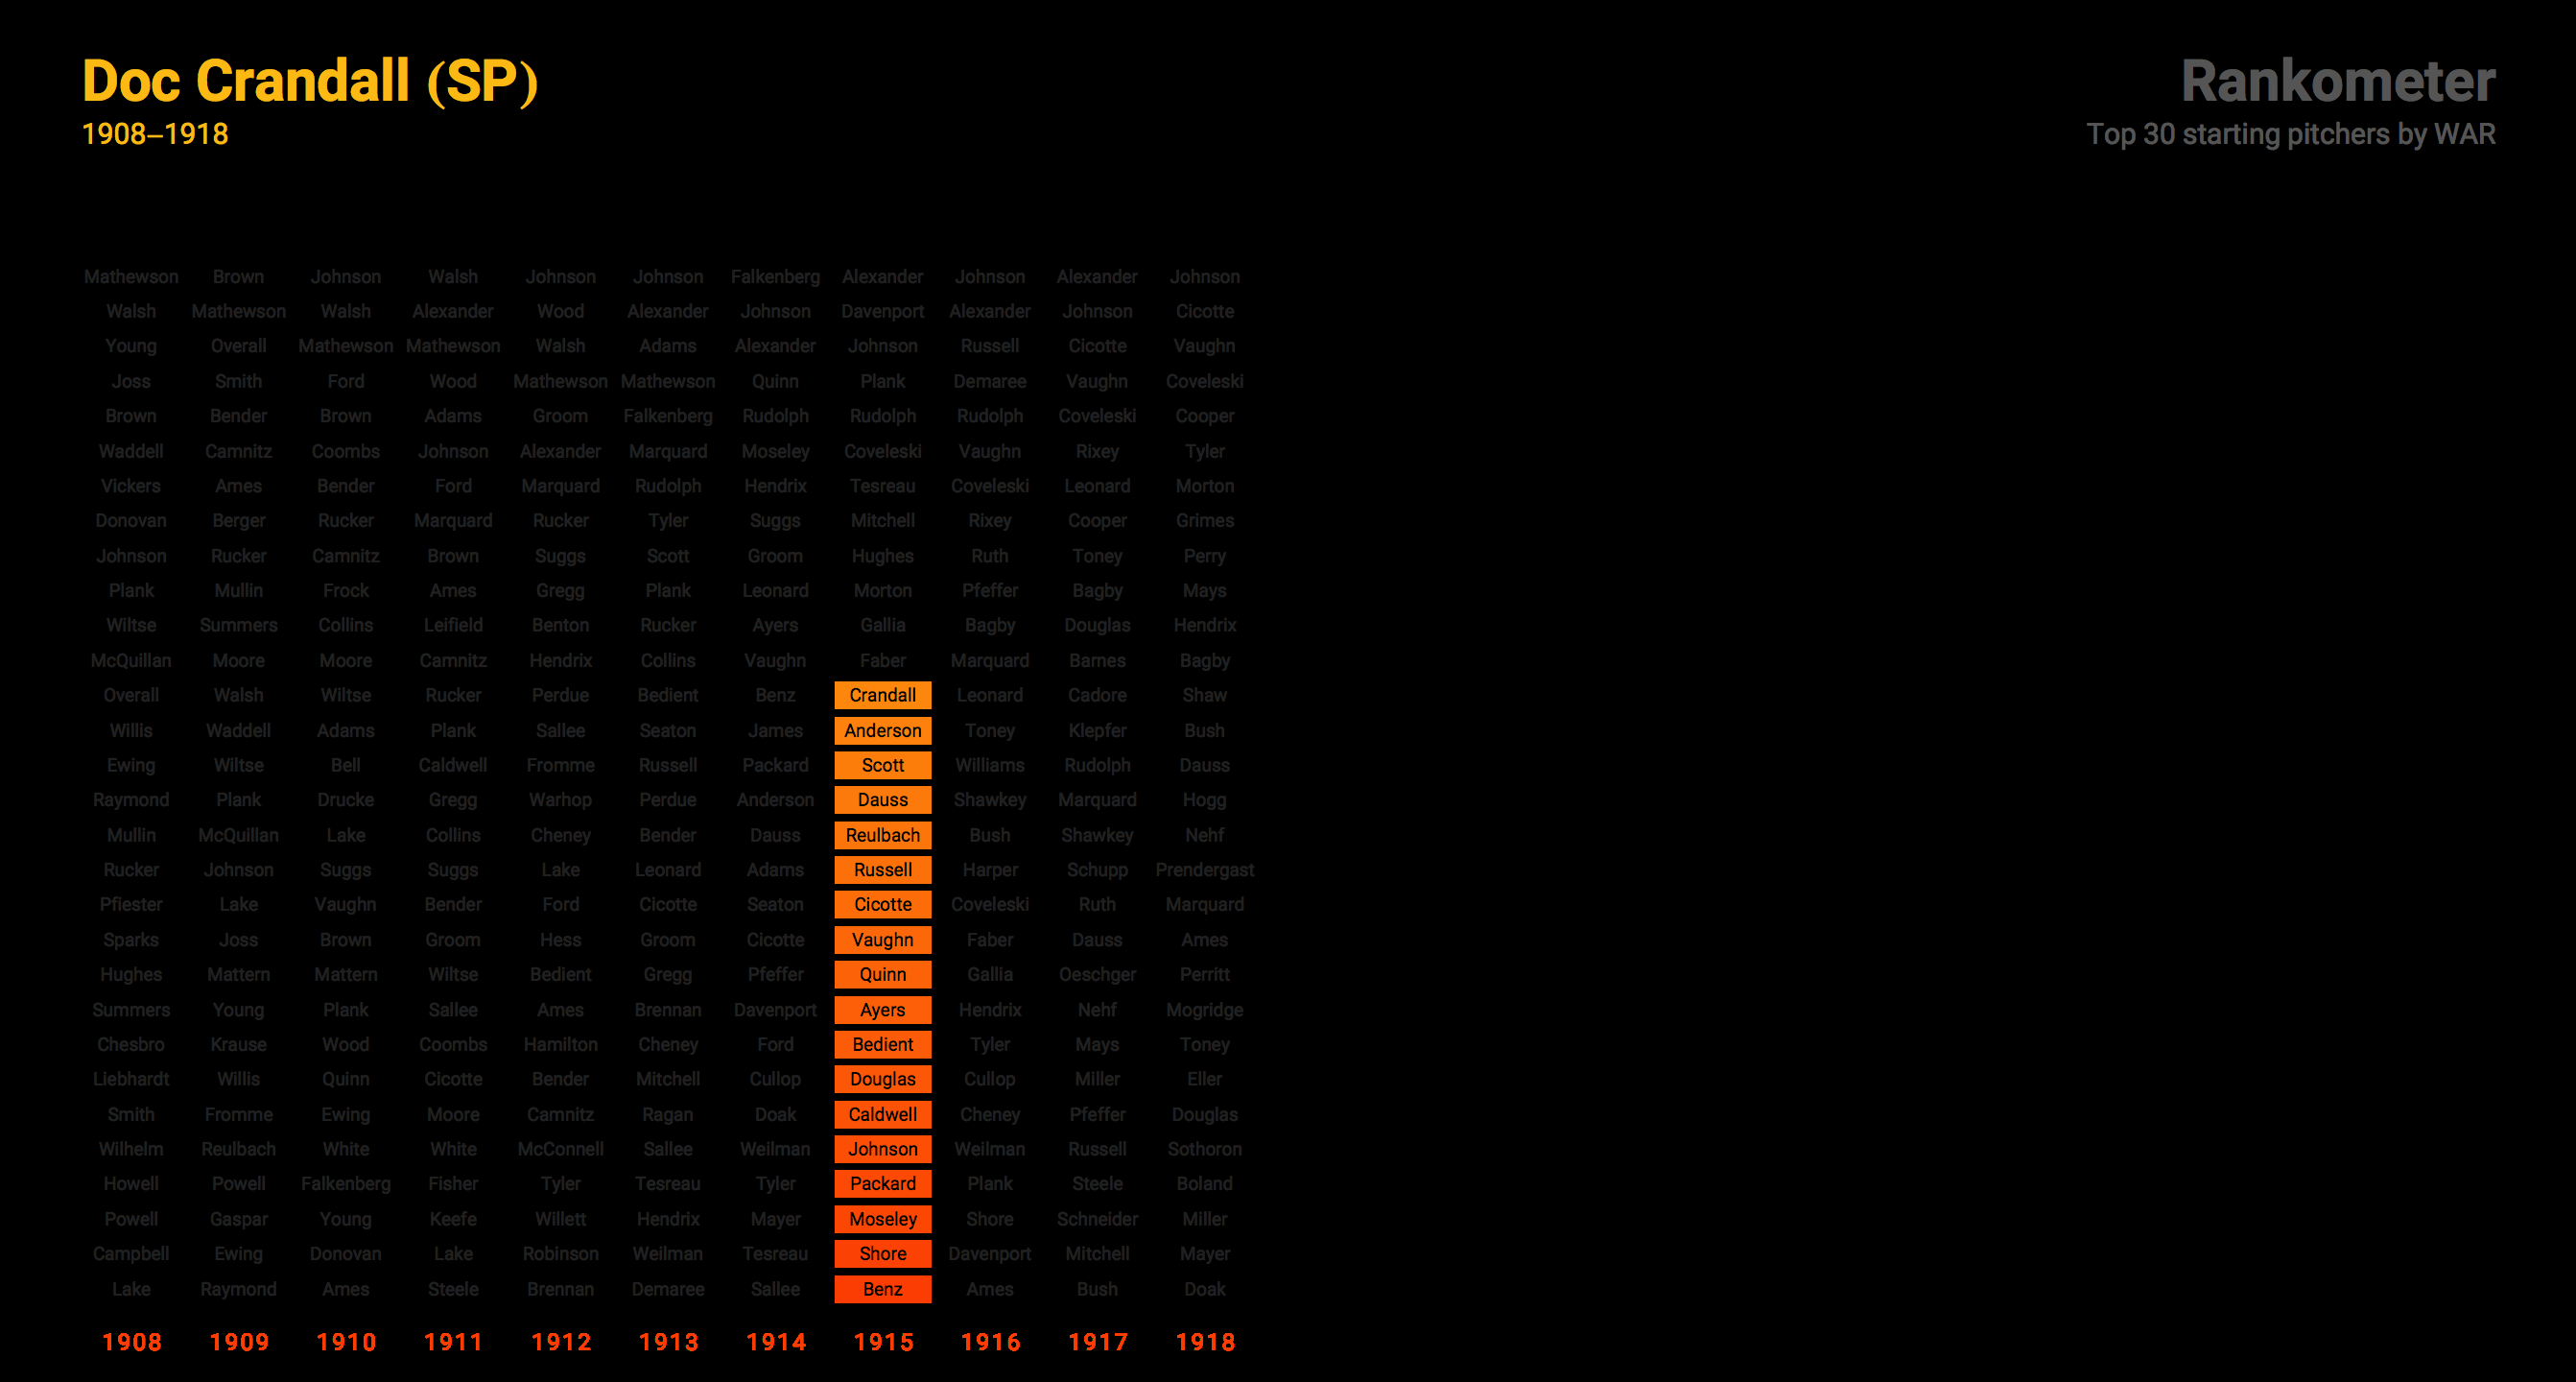 Doc Crandall (SP)
1908–1918
Rankometer
Top 30 starting pitchers by WAR
Mathewson Brown Johnson Walsh Johnson Johnson Falkenberg Alexander Johnson Alexander Johnson
Walsh Mathewson Walsh Alexander Wood Alexander Johnson Davenport Alexander Johnson Cicotte
Young Overall Mathewson Mathewson Walsh Adams Alexander Johnson Russell Cicotte Vaughn
Joss Smith Ford Wood Mathewson Mathewson Quinn Plank Demaree Vaughn Coveleski
Brown Bender Brown Adams Groom Falkenberg Rudolph Rudolph Rudolph Coveleski Cooper
Waddell Camnitz Coombs Johnson Alexander Marquard Moseley Coveleski Vaughn Rixey Tyler
Vickers Ames Bender Ford Marquard Rudolph Hendrix Tesreau Coveleski Leonard Morton
Donovan Berger Rucker Marquard Rucker Tyler Suggs Mitchell Rixey Cooper Grimes
Johnson Rucker Camnitz Brown Suggs Scott Groom Hughes Ruth Toney Perry
Plank Mullin Frock Ames Gregg Plank Leonard Morton Pfeffer Bagby Mays
Wiltse Summers Collins Leifield Benton Rucker Ayers Gallia Bagby Douglas Hendrix
McQuillan Moore Moore Camnitz Hendrix Collins Vaughn Faber Marquard Barnes Bagby
Overall Walsh Wiltse Rucker Perdue Bedient Benz Crandall Leonard Cadore Shaw
Willis Waddell Adams Plank Sallee Seaton James Anderson Toney Klepfer Bush
Ewing Wiltse Bell Caldwell Fromme Russell Packard Scott Williams Rudolph Dauss
Raymond Plank Drucke Gregg Warhop Perdue Anderson Dauss Shawkey Marquard Hogg
Mullin McQuillan Lake Collins Cheney Bender Dauss Reulbach Bush Shawkey Nehf
Rucker Johnson Suggs Suggs Lake Leonard Adams Russell Harper Schupp Prendergast
Pfiester Lake Vaughn Bender Ford Cicotte Seaton Cicotte Coveleski Ruth Marquard
Sparks Joss Brown Groom Hess Groom Cicotte Vaughn Faber Dauss Ames
Hughes Mattern Mattern Wiltse Bedient Gregg Pfeffer Quinn Gallia Oeschger Perritt
Summers Young Plank Sallee Ames Brennan Davenport Ayers Hendrix Nehf Mogridge
Chesbro Krause Wood Coombs Hamilton Cheney Ford Bedient Tyler Mays Toney
Liebhardt Willis Quinn Cicotte Bender Mitchell Cullop Douglas Cullop Miller Eller
Smith Fromme Ewing Moore Camnitz Ragan Doak Caldwell Cheney Pfeffer Douglas
Wilhelm Reulbach White White McConnell Sallee Weilman Johnson Weilman Russell Sothoron
Howell Powell Falkenberg Fisher Tyler Tesreau Tyler Packard Plank Steele Boland
Powell Gaspar Young Keefe Willett Hendrix Mayer Moseley Shore Schneider Miller
Campbell Ewing Donovan Lake Robinson Weilman Tesreau Shore Davenport Mitchell Mayer
Lake Raymond Ames Steele Brennan Demaree Sallee Benz Ames Bush Doak
1908 1909 1910 1911 1912 1913 1914 1915 1916 1917 1918